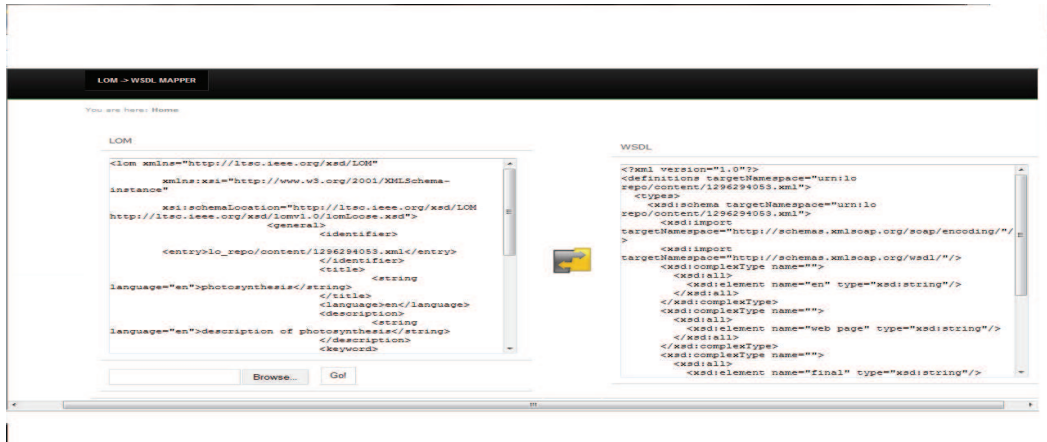 LOM -> WSDL MAPPER
You are here: Home
LOM
<lom xmlns="http://ltsc.ieee.org/xsd/LOM"
xmlns:xsi="http://www.w3.org/2001/XMLSchema-
instance"
xsi:schemaLocation="http://ltsc.ieee.org/xsd/LOM
http://ltsc.ieee.org/xsd/lomv1.0/lomLoose.xsd">
<general>
<identifier>
<entry>lo_repo/content/1296294053.xml</entry>
</identifier>
<title>
<string
language="en">photosynthesis</string>
</title>
<language>en</language>
<description>
<string
language="en">description of photosynthesis</string>
</description>
<keyword>
Browse...
Go!
WSDL
<?xml version="1.0"?>
<definitions targetNamespace="urn:lo
repo/content/1296294053.xml">
<types>
<xsd:schema targetNamespace="urn:lo
repo/content/1296294053.xml">
<xsd:import
targetNamespace="http://schemas.xmlsoap.org/soap/encoding/"/
>
<xsd:import
targetNamespace="http://schemas.xmlsoap.org/wsdl/"/>
<xsd:complexType name="">
<xsd:all>
<xsd:element name="en" type="xsd:string"/>
</xsd:all>
</xsd:complexType>
<xsd:complexType name="">
<xsd:all>
<xsd:element name="web page" type="xsd:string"/>
</xsd:all>
</xsd:complexType>
<xsd:complexType name="">
<xsd:all>
<xsd:element name="final" type="xsd:string"/>